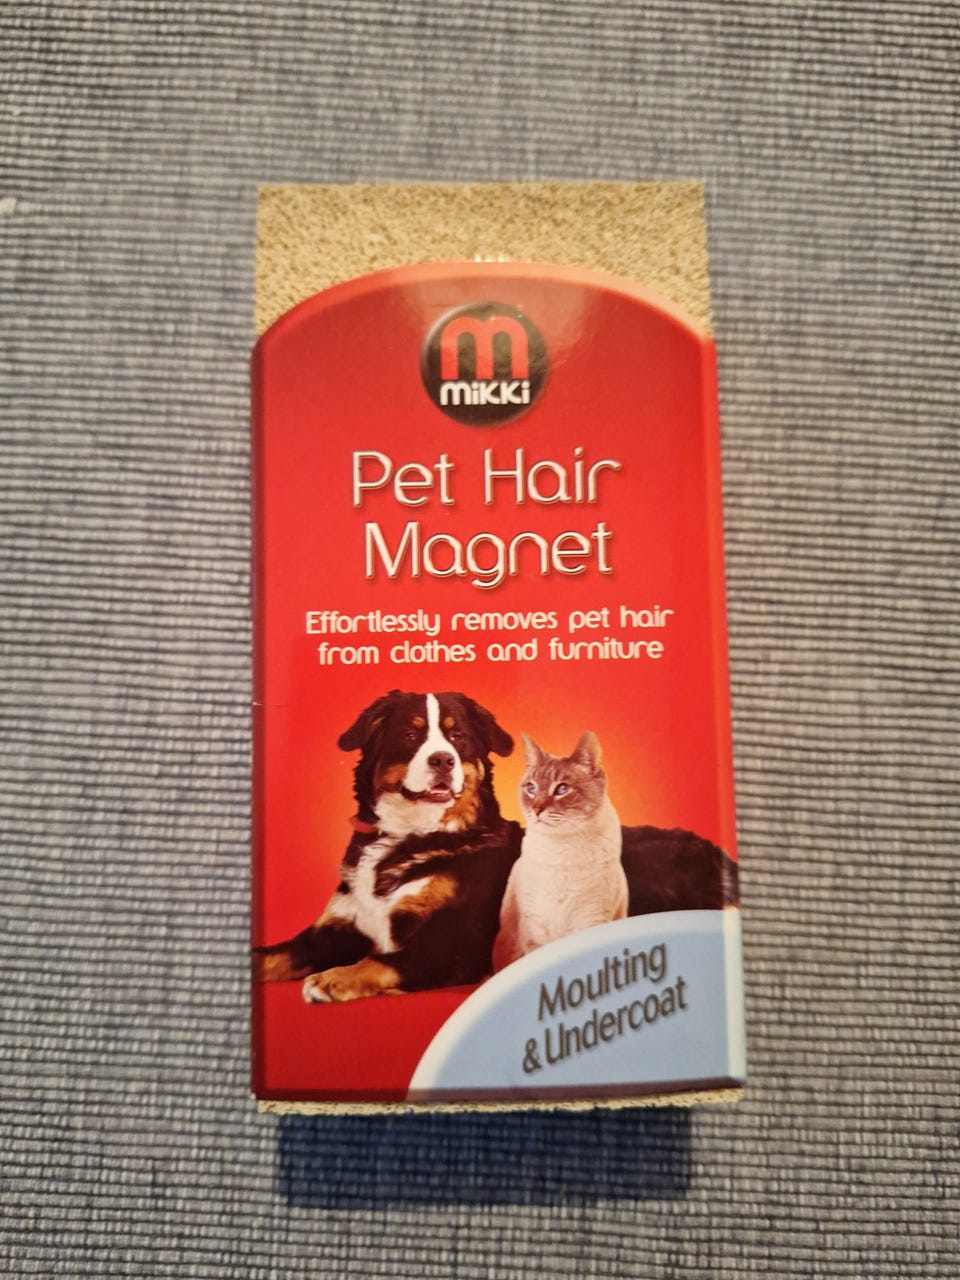 m
mikki
Pet Hair
Magnet
Effortlessly removes pet hair
from clothes and furniture
Moulting
& Undercoat